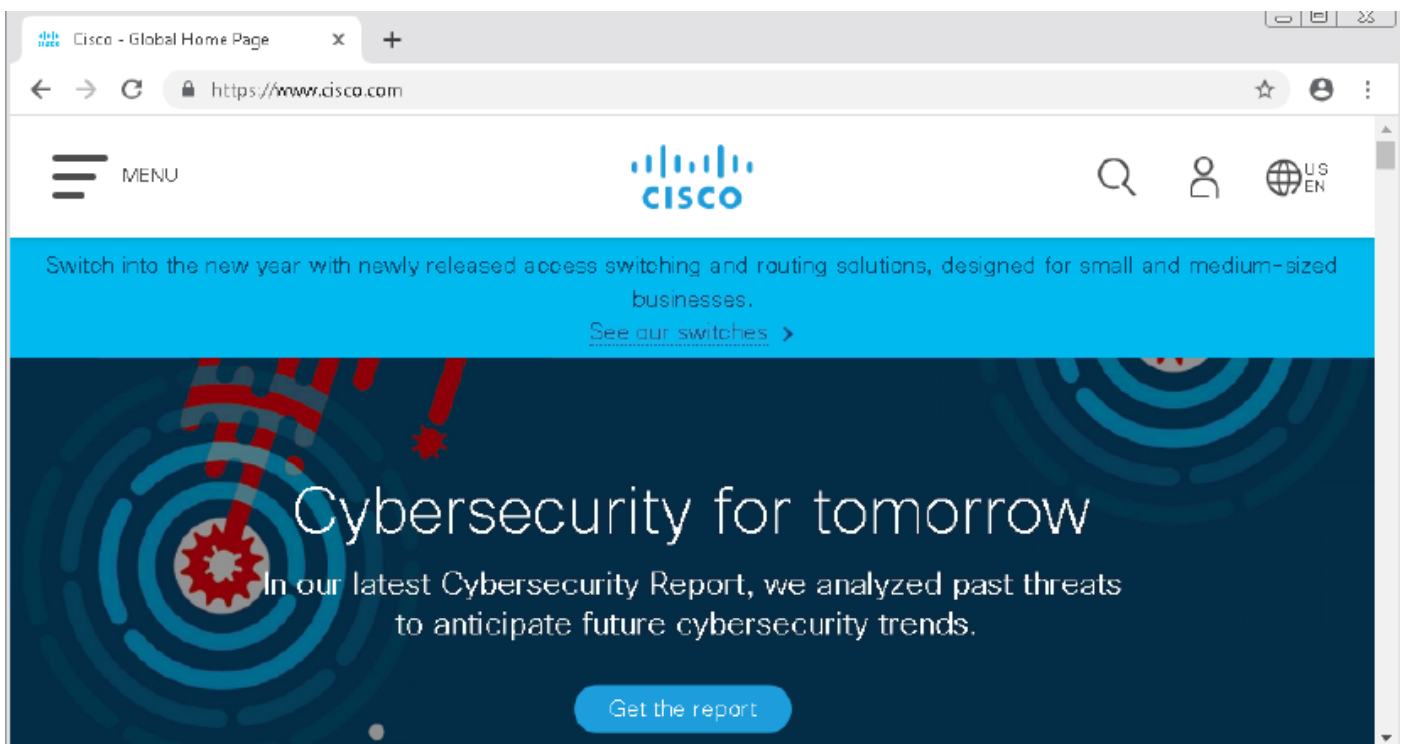 Cisco - Global Home Page
https://www.cisco.com
MENU
CISCO
US
EN
Switch into the new year with newly released access switching and routing solutions, designed for small and medium-sized
businesses.
See our switches
Cybersecurity for tomorrow
In our latest Cybersecurity Report, we analyzed past threats
to anticipate future cybersecurity trends.
Get the report